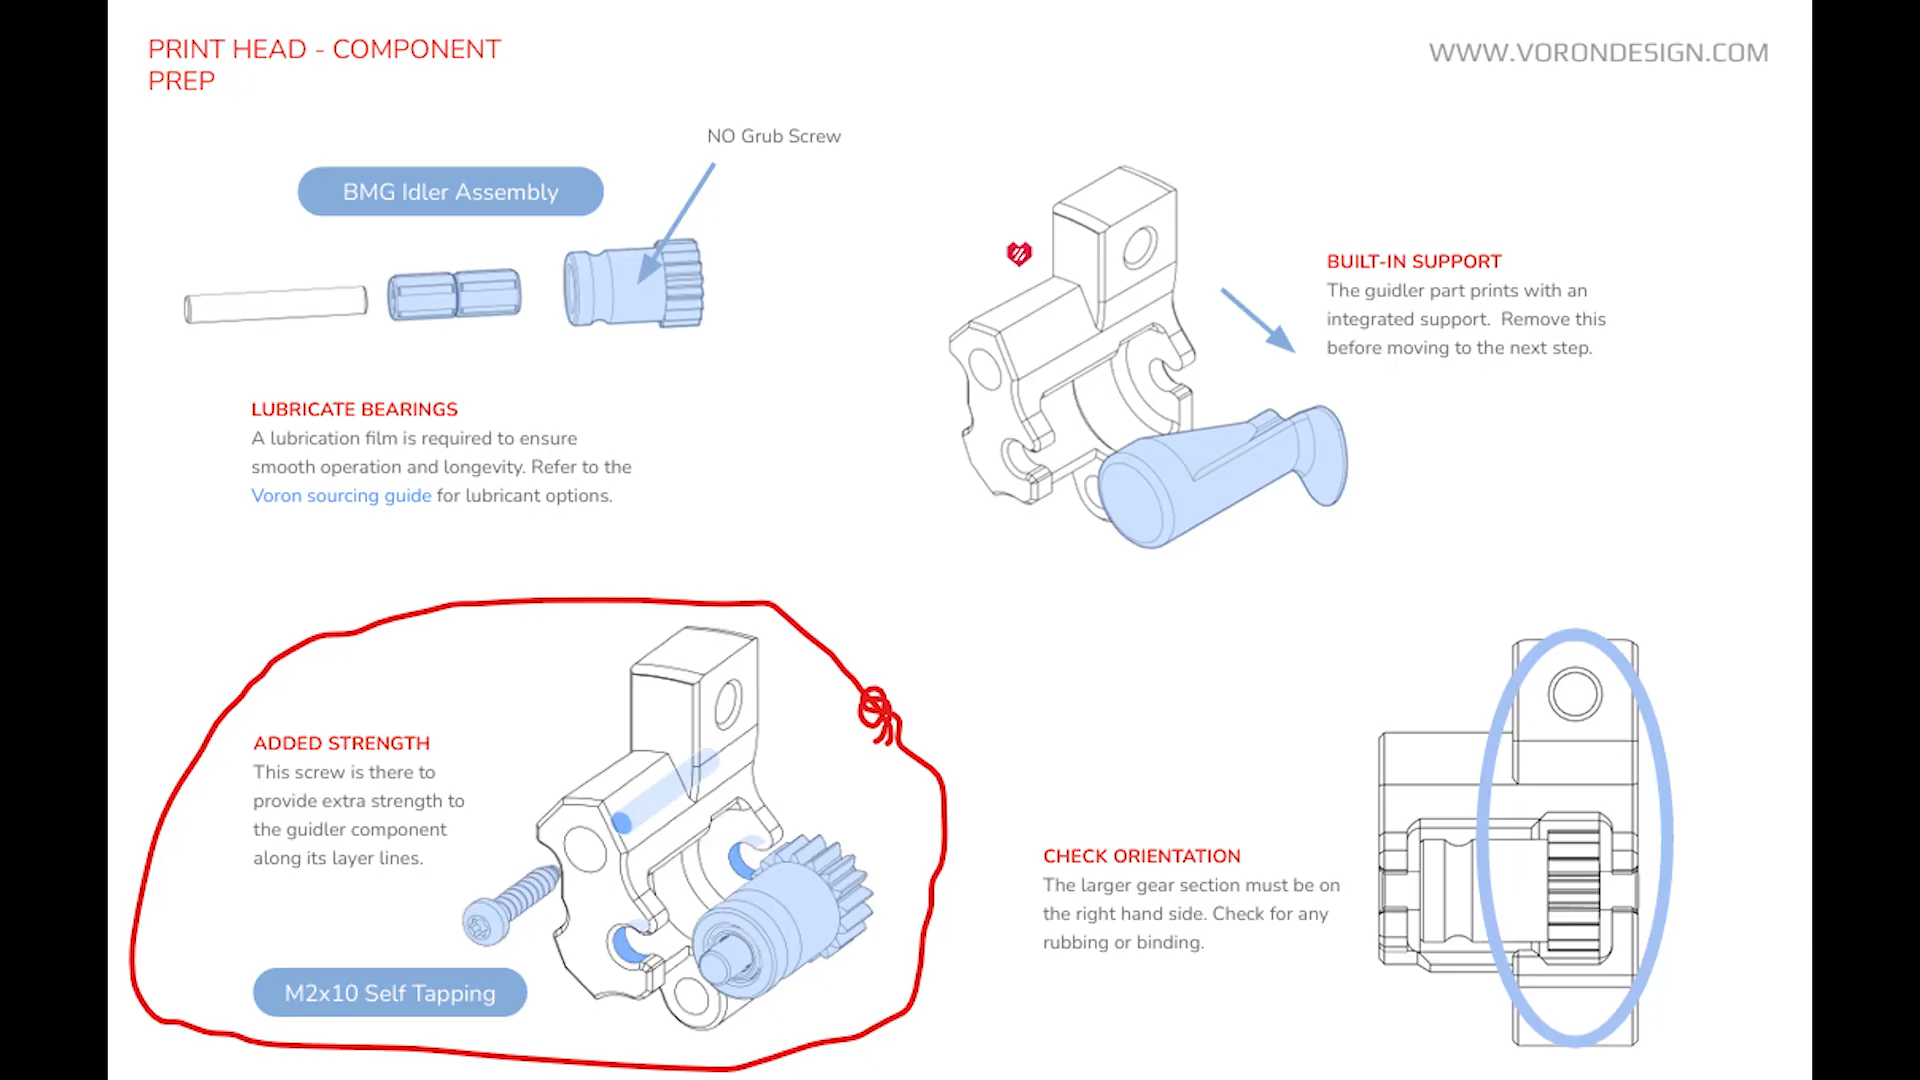 PRINT HEAD - COMPONENT
PREP
WWW.VORONDESIGN.COM
NO Grub Screw
BMG Idler Assembly
BUILT-IN SUPPORT
The guidler part prints with an
integrated support. Remove this
before moving to the next step.
LUBRICATE BEARINGS
A lubrication film is required to ensure
smooth operation and longevity. Refer to the
Voron sourcing guide for lubricant options.
ADDED STRENGTH
This screw is there to
provide extra strength to
the guidler component
along its layer lines.
M2x10 Self Tapping
CHECK ORIENTATION
The larger gear section must be on
the right hand side. Check for any
rubbing or binding.